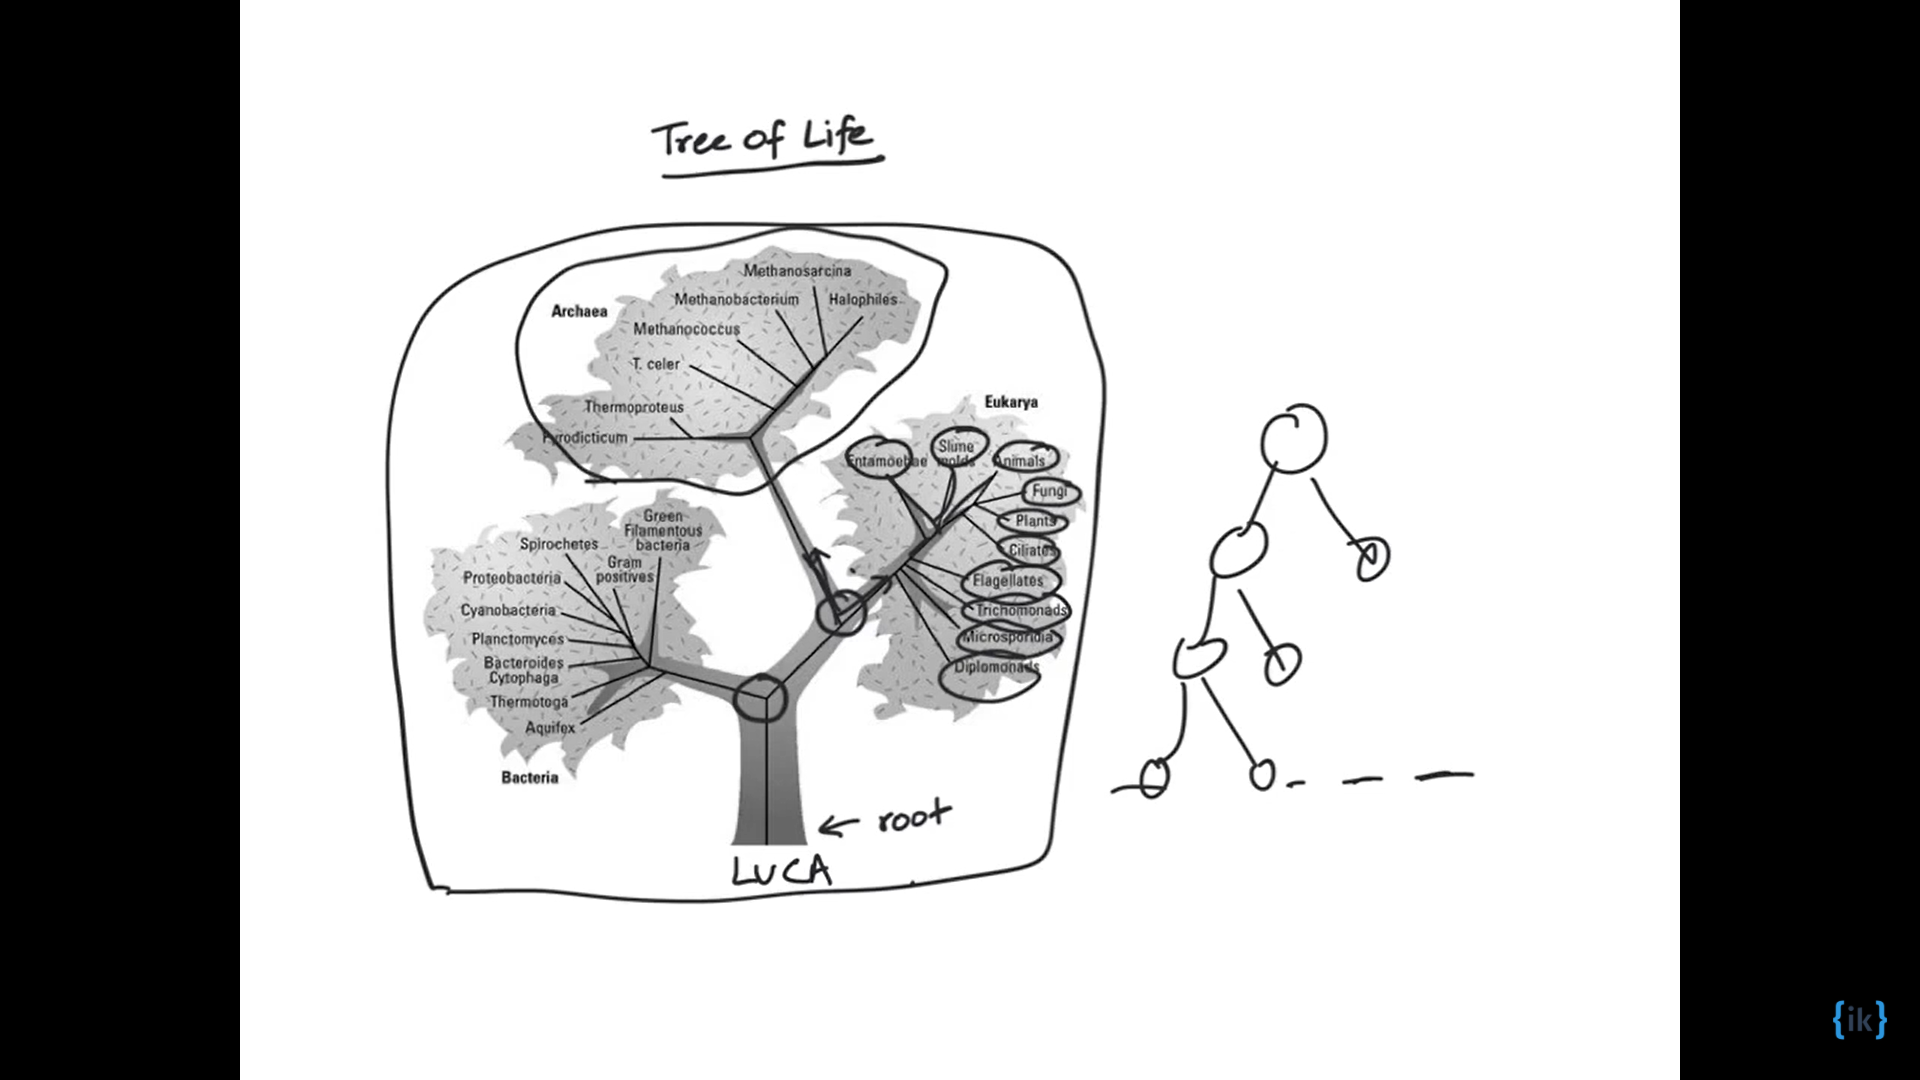 Tree of Life
Archaea
Methanosarcina
Methanobacterium
Halophiles
Methanococcus
T. celer
Thermoproteus
Pyrodicticum
Eukarya
Entamoebae
Slime
molds
Animals
Fungi
Plants
Ciliates
Flagellates
Trichomonads
Microsporidia
Diplomonads
Green
Filamentous
bacteria
Spirochetes
Gram
positives
Proteobacteria
Cyanobacteria
Planctomyces
Bacteroides
Cytophaga
Thermotoga
Aquifex
Bacteria
← root
LUCA
{ik}